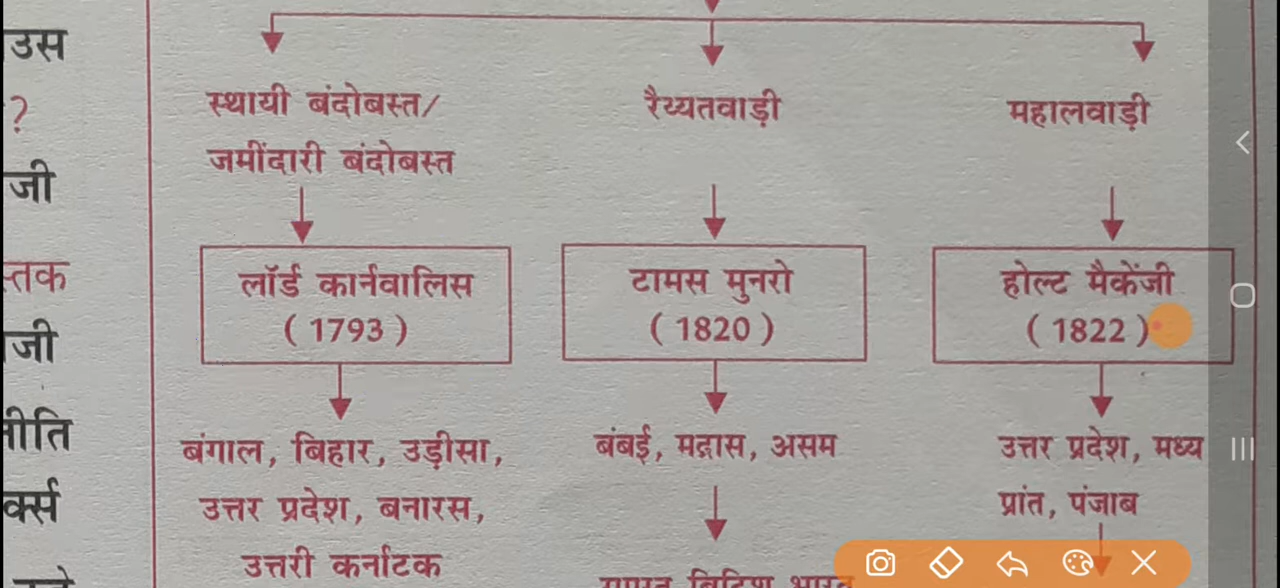 उस
?
जी
जी
स्थायी बंदोबस्त/
जमींदारी बंदोबस्त
लॉर्ड कार्नवालिस
( 1793 )
बंगाल, बिहार, उड़ीसा,
उत्तर प्रदेश, बनारस,
उत्तरी कर्नाटक
रैय्यतवाड़ी
टामस मुनरो
( 1820 )
बंबई, मद्रास, असम
महालवाड़ी
होल्ट मैकेंजी
( 1822 )
उत्तर प्रदेश, मध्य
प्रांत, पंजाब